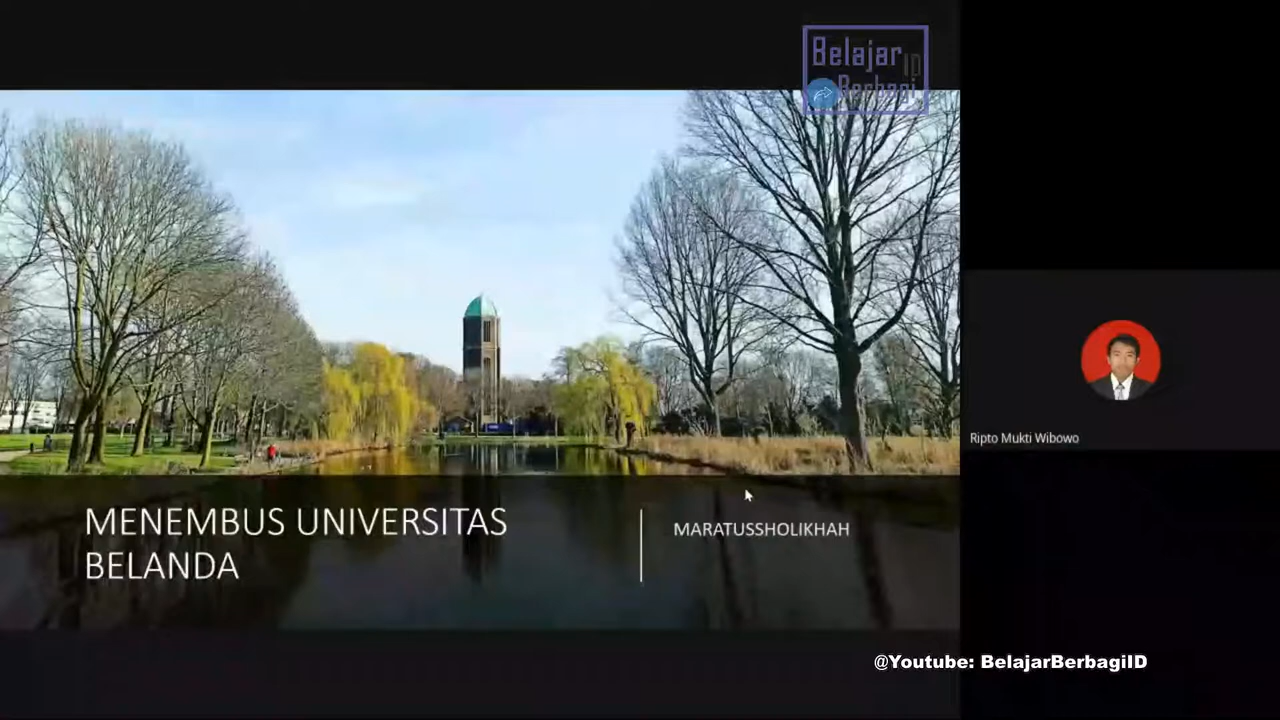 Belajar
ID
Berbagi
Ripto Mukti Wibowo
MENEMBUS UNIVERSITAS
BELANDA
MARATUSSHOLIKHAH
@Youtube: BelajarBerbagiID